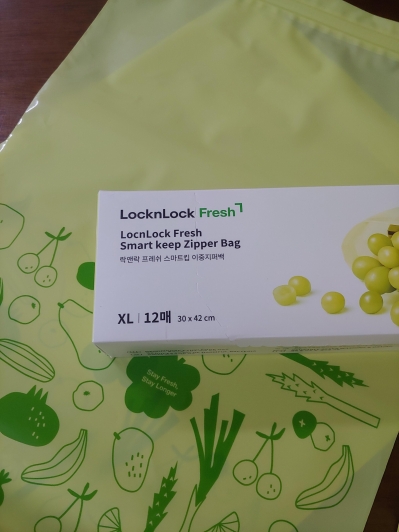 LocknLock Fresh
LocnLock Fresh
Smart keep Zipper Bag
락앤락 프레쉬 스마트킵 이중지퍼백
XL | 12매 30 x 42 cm
Stay Fresh,
Stay Longer